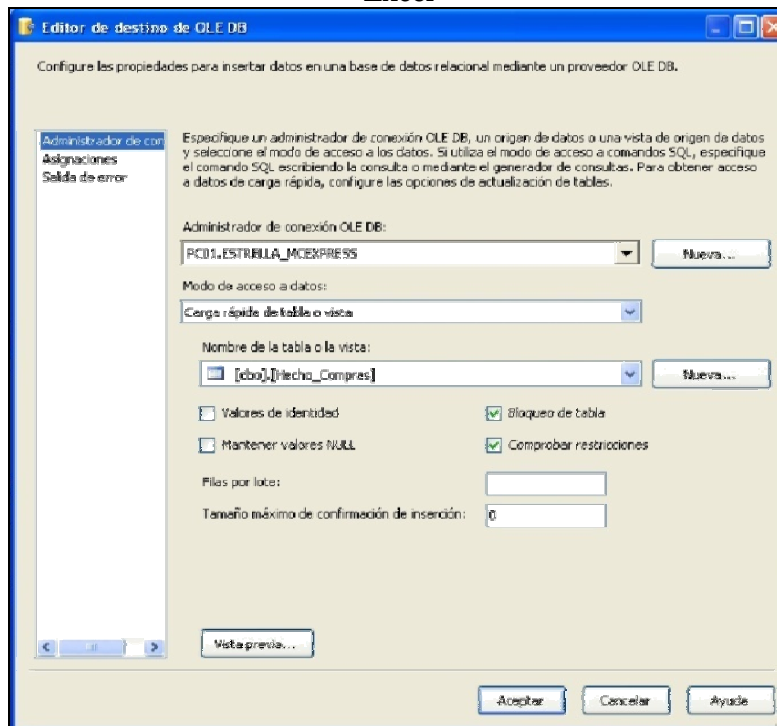 Excel
Editor de destino de OLE DB
Configure las propiedades para insertar datos en una base de datos relacional mediante un proveedor OLE DB.
Administrador de con
Asignaciones
Salida de error
Especifique un administrador de conexión OLE DB, un origen de datos o una vista de origen de datos
y seleccione el modo de acceso a los datos. Si utiliza el modo de acceso a comandos SQL, especifique
el comando SQL escribiendo la consulta o mediante el generador de consultas. Para obtener acceso
a datos de carga rápida, configure las opciones de actualización de tablas.
Administrador de conexión OLE DB:
PC01.ESTRELLA_MCEXPRESS
Nueva...
Modo de acceso a datos:
Carga rápida de tabla o vista
Nombre de la tabla o la vista:
[dbo].[Hecho_Compras]
Nueva...
Valores de identidad
Bloqueo de tabla
Mantener valores NULL
Comprobar restricciones
Filas por lote:
Tamaño máximo de confirmación de inserción:
0
Vista previa...
Aceptar
Cancelar
Ayuda